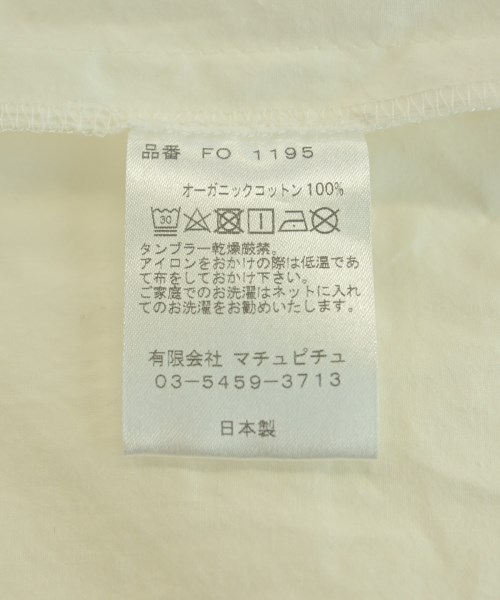 品番 FO 1195
オーガニックコットン100%
30
タンブラー乾燥厳禁。
アイロンをおかけの際は低温であ
て布をしておかけ下さい。
ご家庭でのお洗濯はネットに入れ
てのお洗濯をお勧めいたします。
有限会社 マチュピチュ
03-5459-3713
日本製